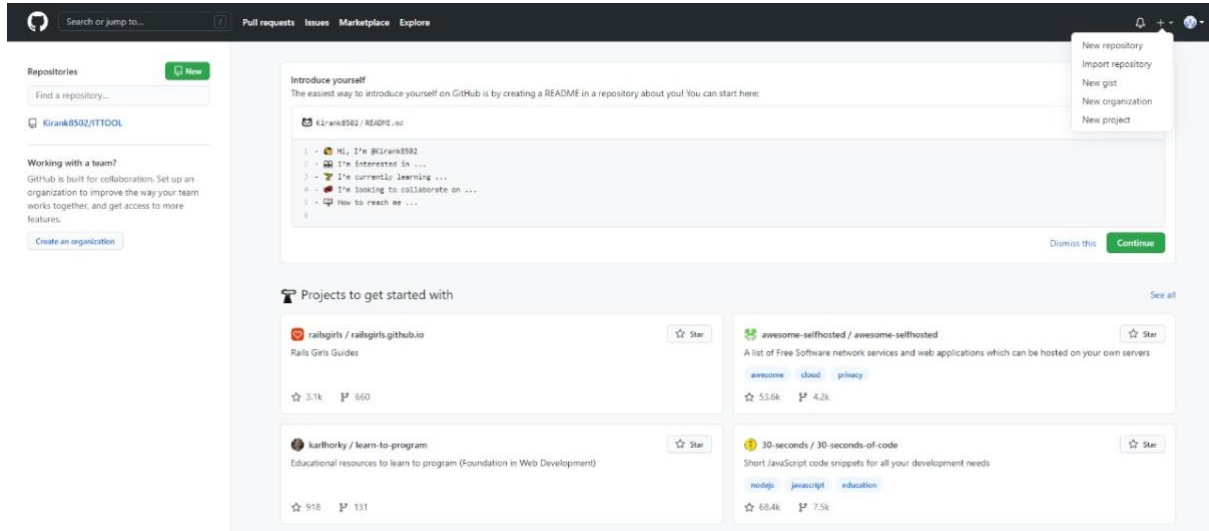 Search or jump to...
/
Pull requests Issues Marketplace Explore
New repository
Import repository
New gist
New organization
New project
Repositories
New
Find a repository...
Kirank8502/ITTOOL
Working with a team?
GitHub is built for collaboration. Set up an
organization to improve the way your team
works together, and get access to more
features.
Create an organization
Introduce yourself
The easiest way to introduce yourself on GitHub is by creating a README in a repository about you! You can start here:
Kirank8502 / README.md
1 - Hi, I'm @Kirank8502
2 - I'm interested in ...
3 - I'm currently learning ...
4 - I'm looking to collaborate on ...
5 - How to reach me ...
6
Dismiss this
Continue
Projects to get started with
See all
railsgirls / railsgirls.github.io
Star
Rails Girls Guides
3.1k 660
awesome-selfhosted / awesome-selfhosted
Star
A list of Free Software network services and web applications which can be hosted on your own servers
awesome cloud privacy
53.6k 4.2k
karlhorky / learn-to-program
Star
Educational resources to learn to program (Foundation in Web Development)
918 131
30-seconds / 30-seconds-of-code
Star
Short JavaScript code snippets for all your development needs
nodejs javascript education
68.4k 7.5k